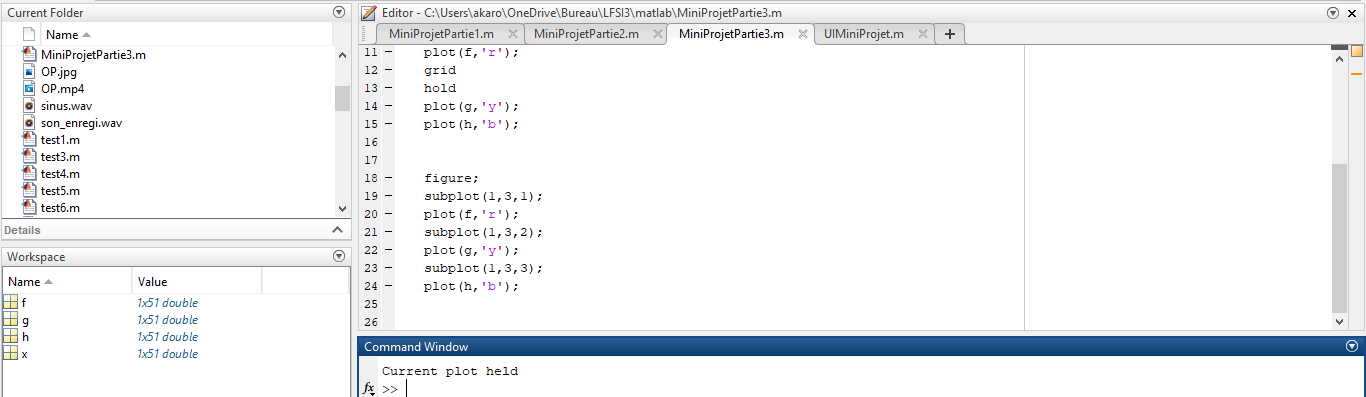 Current Folder
Name
MiniProjetPartie3.m
OP.jpg
OP.mp4
sinus.wav
son_enregi.wav
test1.m
test3.m
test4.m
test5.m
test6.m
Details
Workspace
Name Value
f 1x51 double
g 1x51 double
h 1x51 double
x 1x51 double
Editor - C:\Users\akaro\OneDrive\Bureau\LFSI3\matlab\MiniProjetPartie3.m
MiniProjetPartie1.m MiniProjetPartie2.m MiniProjetPartie3.m UIMiniProjet.m +
11 – plot(f,'r');
12 – grid
13 – hold
14 – plot(g,'y');
15 – plot(h,'b');
16
17
18 – figure;
19 – subplot(1,3,1);
20 – plot(f,'r');
21 – subplot(1,3,2);
22 – plot(g,'y');
23 – subplot(1,3,3);
24 – plot(h,'b');
25
26
Command Window
Current plot held
fx >>